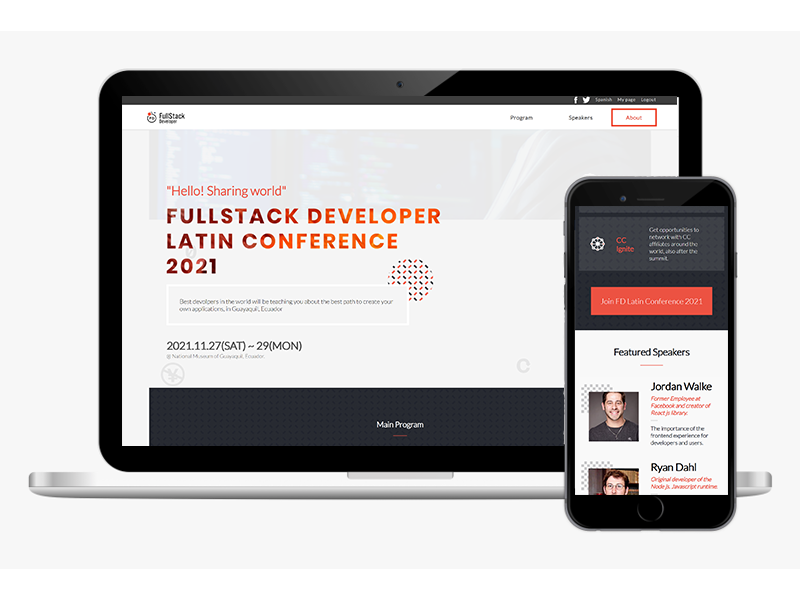 Spanish My page Logout
FullStack
Developer
Program Speakers About
"Hello! Sharing world"
FULLSTACK DEVELOPER
LATIN CONFERENCE
2021
Best devolpers in the world will be teaching you about the best path to create your
own applications, in Guayaquil, Ecuador
2021.11.27(SAT) ~ 29(MON)
@ National Museum of Guayaquil, Ecuador.
C
Main Program
CC
Ignite
Get opportunities to
network with CC
affiliates around the
world, also after the
summit.
Join FD Latin Conference 2021
Featured Speakers
Jordan Walke
Former Employee at
Facebook and creator of
React js library.
The importance of the
frontend experience for
developers and users.
Ryan Dahl
Original developer of the
Node js. Javascript runtime.